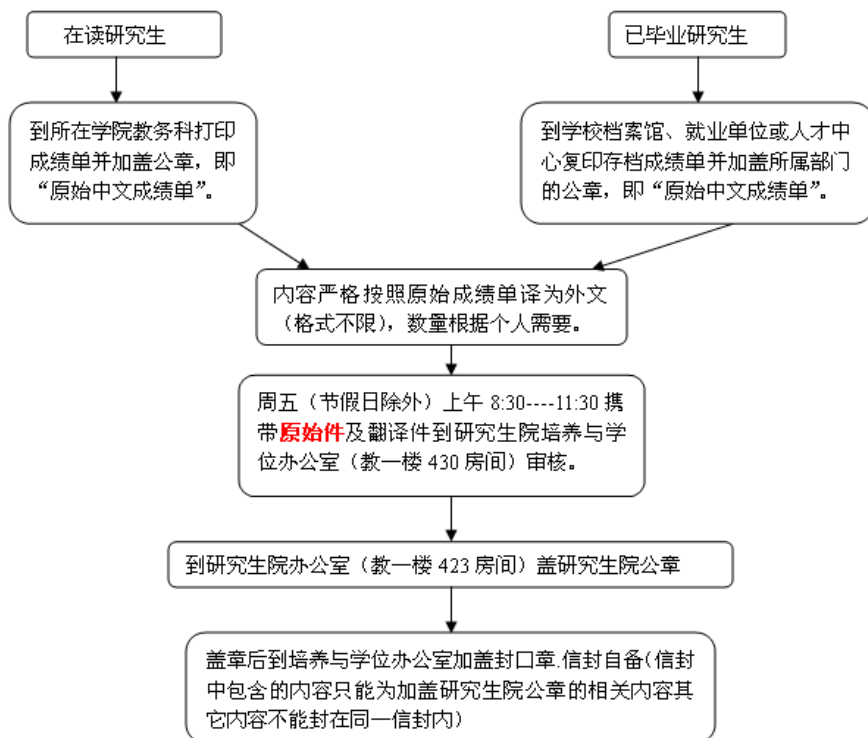 在读研究生
已毕业研究生
到所在学院教务科打印
成绩单并加盖公章，即
“原始中文成绩单”。
到学校档案馆、就业单位或人才中
心复印存档成绩单并加盖所属部门
的公章，即“原始中文成绩单”。
内容严格按照原始成绩单译为外文
（格式不限），数量根据个人需要。
周五（节假日除外）上午 8:30----11:30 携
带原始件及翻译件到研究生院培养与学
位办公室（教一楼 430 房间）审核。
到研究生院办公室（教一楼 423 房间）盖研究生院公章
盖章后到培养与学位办公室加盖封口章.信封自备(信封
中包含的内容只能为加盖研究生院公章的相关内容其
它内容不能封在同一信封内)